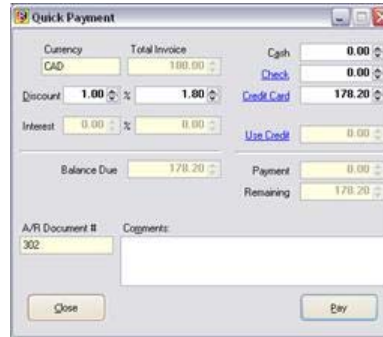 Quick Payment
Currency Total Invoice
CAD 180.00
Cash 0.00
Check 0.00
Discount 1.00 % 1.80
Credit Card 178.20
Interest 0.00 % 0.00
Use Credit 0.00
Balance Due 178.20
Payment 0.00
Remaining 178.20
A/R Document # Comments:
302
Close Pay